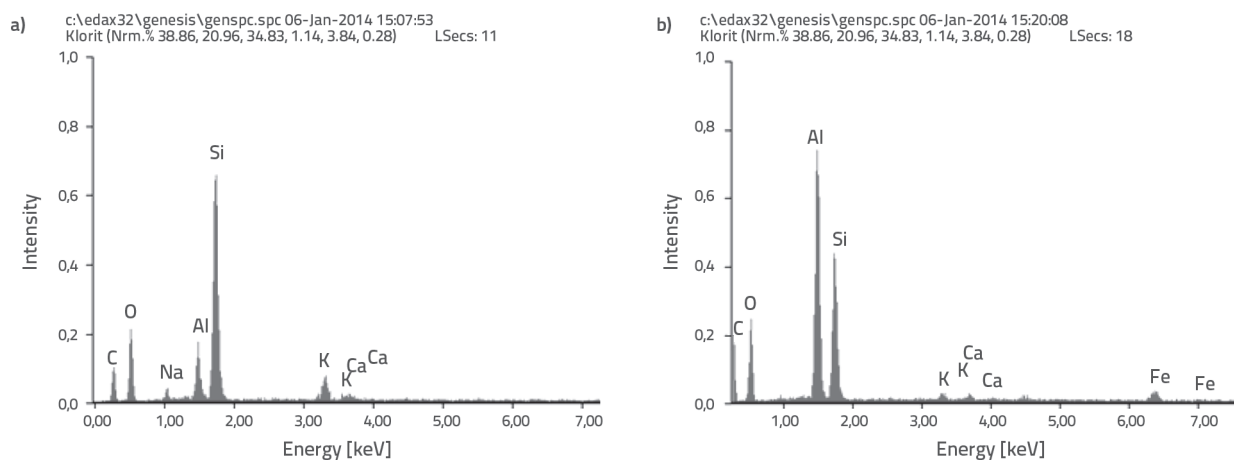 a)
c:\edax32\genesis\genspc.spc 06-Jan-2014 15:07:53
Klorit (Nrm.% 38.86, 20.96, 34.83, 1.14, 3.84, 0.28) LSecs: 11
1,0
0,8
0,6
0,4
0,2
0,0
Intensity
C
O
Na
Al
Si
K
K
Ca
Ca
0,00 1,00 2,00 3,00 4,00 5,00 6,00 7,00
Energy [keV]
b)
c:\edax32\genesis\genspc.spc 06-Jan-2014 15:20:08
Klorit (Nrm.% 38.86, 20.96, 34.83, 1.14, 3.84, 0.28) LSecs: 18
1,0
0,8
0,6
0,4
0,2
0,0
Intensity
C
O
Al
Si
K
K
Ca
Ca
Fe
Fe
1,00 2,00 3,00 4,00 5,00 6,00 7,00
Energy [keV]